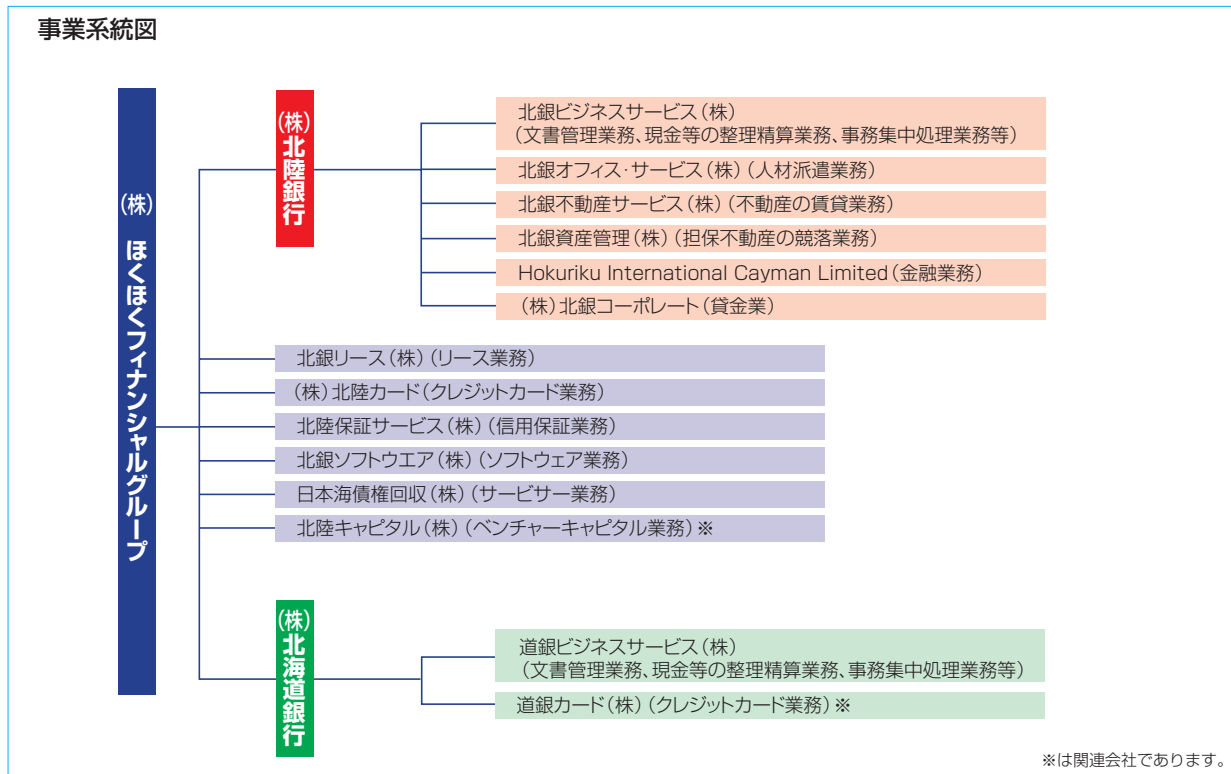 事業系統図
(株)ほくほくフィナンシャルグループ
(株)北陸銀行
北銀ビジネスサービス(株)
(文書管理業務、現金等の整理精算業務、事務集中処理業務等)
北銀オフィス·サービス(株)(人材派遣業務)
北銀不動産サービス(株)(不動産の賃貸業務)
北銀資産管理(株)(担保不動産の競落業務)
Hokuriku International Cayman Limited(金融業務)
(株)北銀コーポレート(貸金業)
北銀リース(株)(リース業務)
(株)北陸カード(クレジットカード業務)
北陸保証サービス(株)(信用保証業務)
北銀ソフトウエア(株)(ソフトウェア業務)
日本海債権回収(株)(サービサー業務)
北陸キャピタル(株)(ベンチャーキャピタル業務)※
(株)北海道銀行
道銀ビジネスサービス(株)
(文書管理業務、現金等の整理精算業務、事務集中処理業務等)
道銀カード(株)(クレジットカード業務)※
※は関連会社であります。